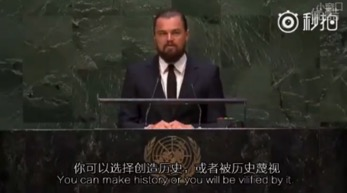 秒拍
你可以选择创造历史，或者被历史蔑视
You can make history or you will be vilified by it